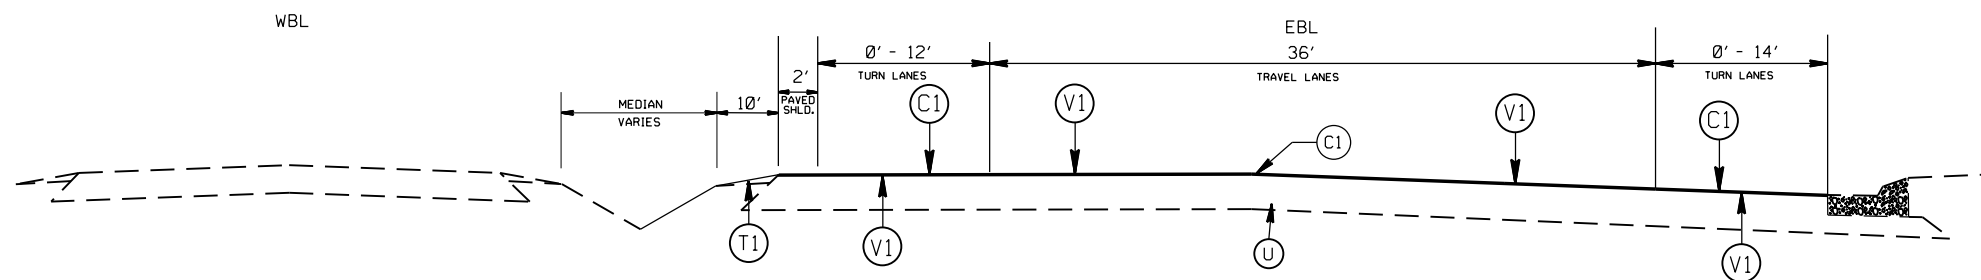 WBL
EBL
0' - 12'
36'
0' - 14'
TURN LANES
TRAVEL LANES
TURN LANES
2'
PAVED
SHLD.
10'
MEDIAN
VARIES
C1
V1
V1
C1
C1
T1
V1
U
V1